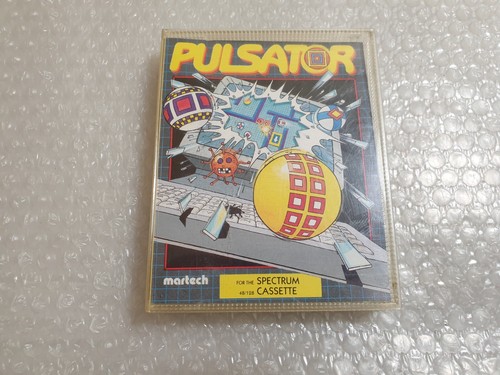 PULSATOR
martech
FOR THE SPECTRUM
48/128 CASSETTE